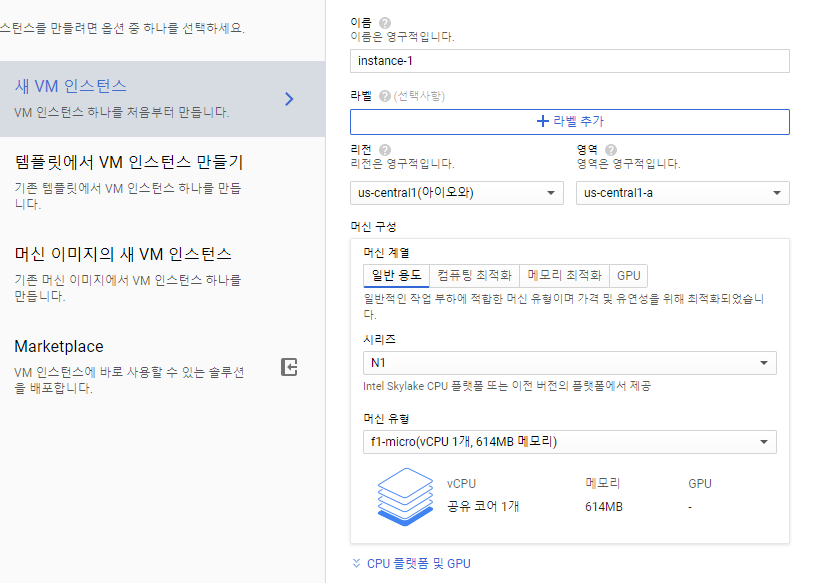 스턴스를 만들려면 옵션 중 하나를 선택하세요.
새 VM 인스턴스
VM 인스턴스 하나를 처음부터 만듭니다.
템플릿에서 VM 인스턴스 만들기
기존 템플릿에서 VM 인스턴스 하나를 만듭
니다.
머신 이미지의 새 VM 인스턴스
기존 머신 이미지에서 VM 인스턴스 하나를
만듭니다.
Marketplace
VM 인스턴스에 바로 사용할 수 있는 솔루션
을 배포합니다.
이름
이름은 영구적입니다.
instance-1
라벨 (선택사항)
라벨 추가
리전
리전은 영구적입니다.
us-central1(아이오와)
영역
영역은 영구적입니다.
us-central1-a
머신 구성
머신 계열
일반 용도 컴퓨팅 최적화 메모리 최적화 GPU
일반적인 작업 부하에 적합한 머신 유형이며 가격 및 유연성을 위해 최적화되었습니
다.
시리즈
N1
Intel Skylake CPU 플랫폼 또는 이전 버전의 플랫폼에서 제공
머신 유형
f1-micro(vCPU 1개, 614MB 메모리)
vCPU 메모리 GPU
공유 코어 1개 614MB -
CPU 플랫폼 및 GPU